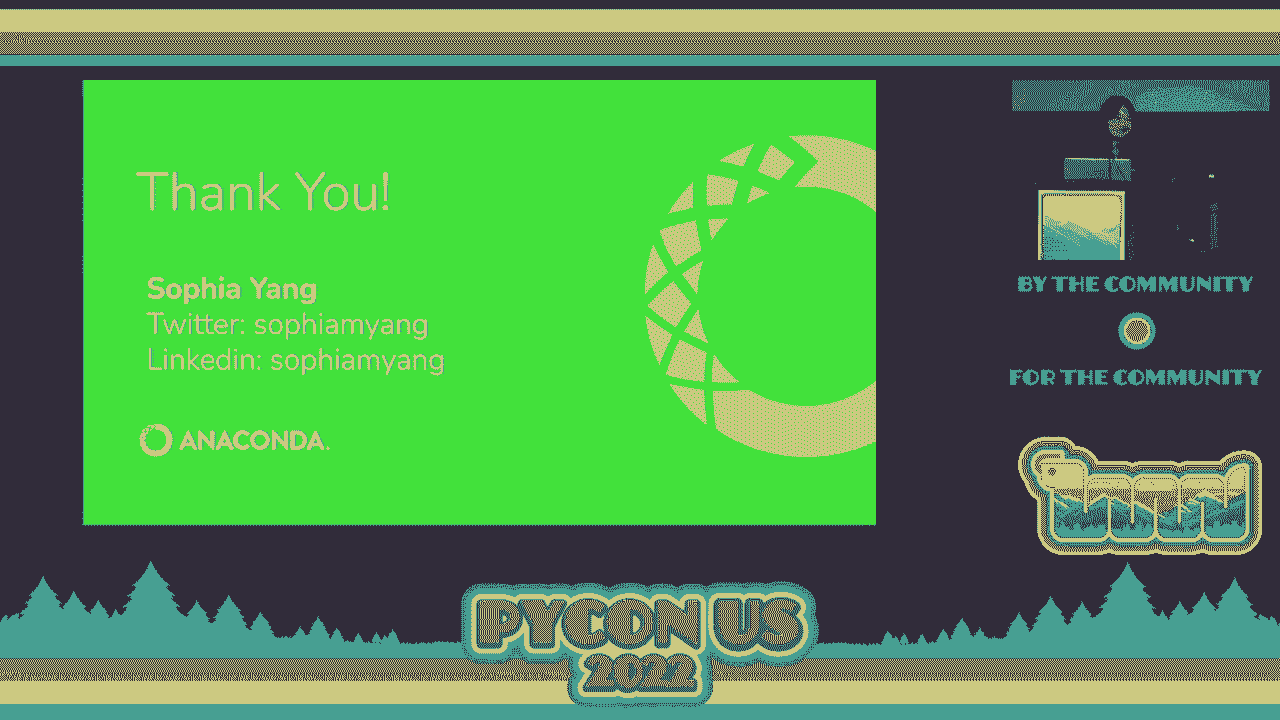 Thank You!
Sophia Yang
Twitter: sophiamyang
Linkedin: sophiamyang
ANACONDA.
BY THE COMMUNITY
FOR THE COMMUNITY
PYCON US
2022